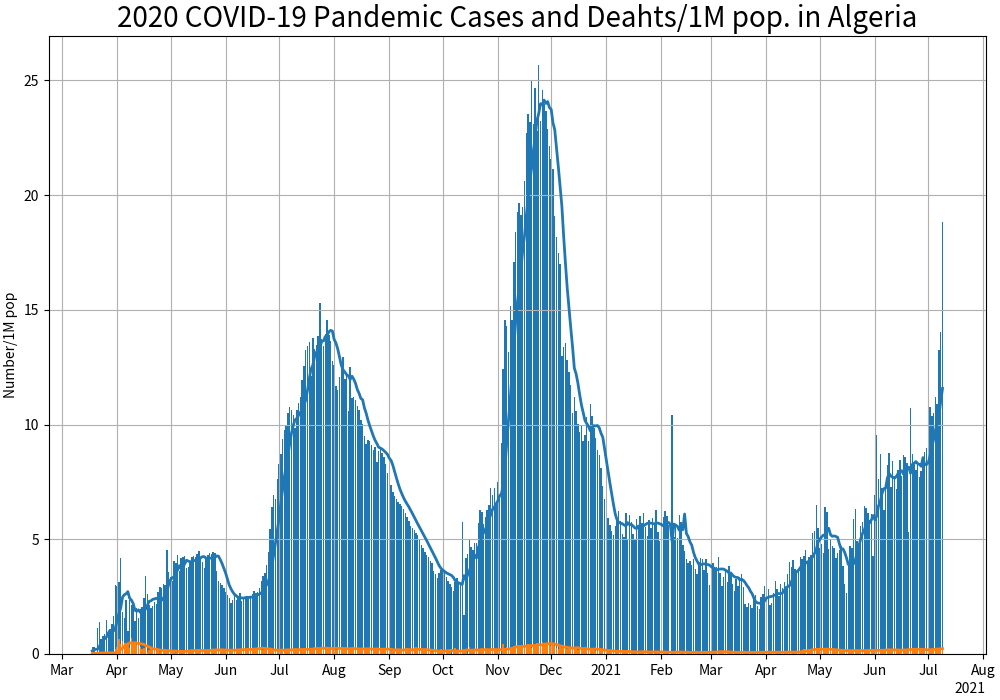 2020 COVID-19 Pandemic Cases and Deahts/1M pop. in Algeria
Number/1M pop
25
20
15
10
5
0
Mar Apr May Jun Jul Aug Sep Oct Nov Dec 2021 Feb Mar Apr May Jun Jul Aug
2021